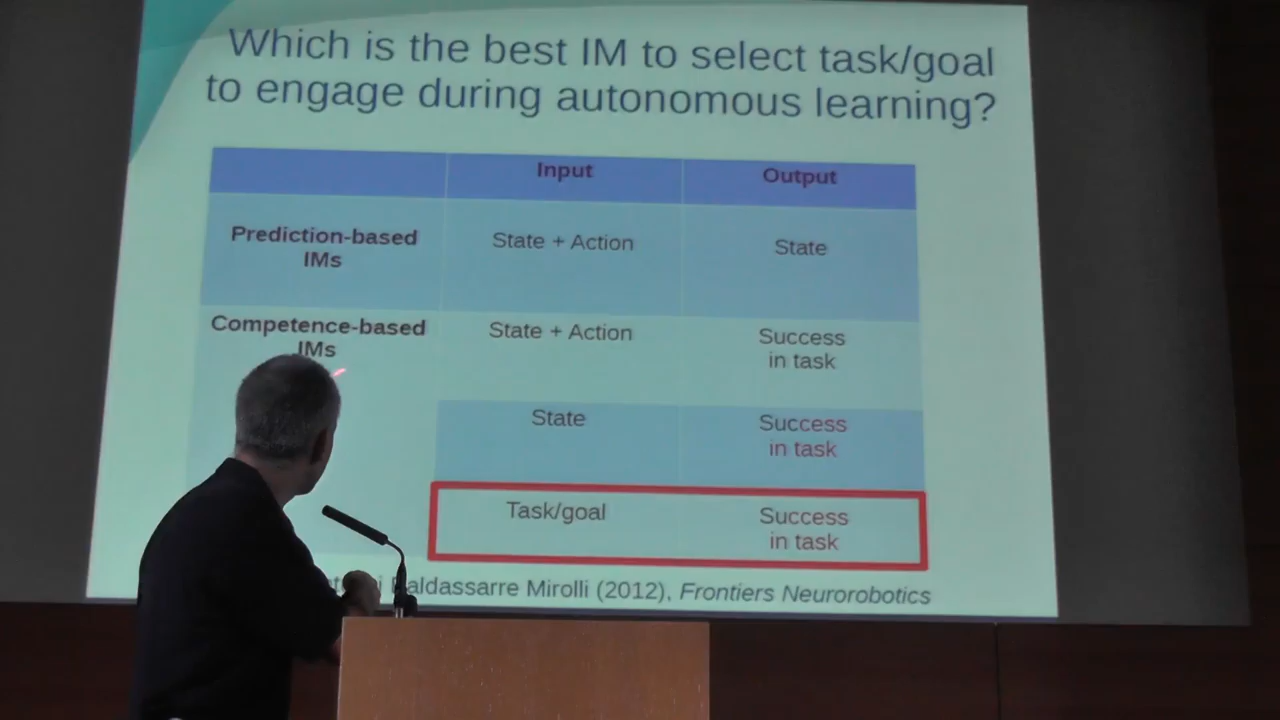 Which is the best IM to select task/goal
to engage during autonomous learning?
Input Output
Prediction-based
IMs
State + Action
State
Competence-based
IMs
State + Action
Success
in task
State
Success
in task
Task/goal
Success
in task
Baldassarre Mirolli (2012), Frontiers Neurorobotics